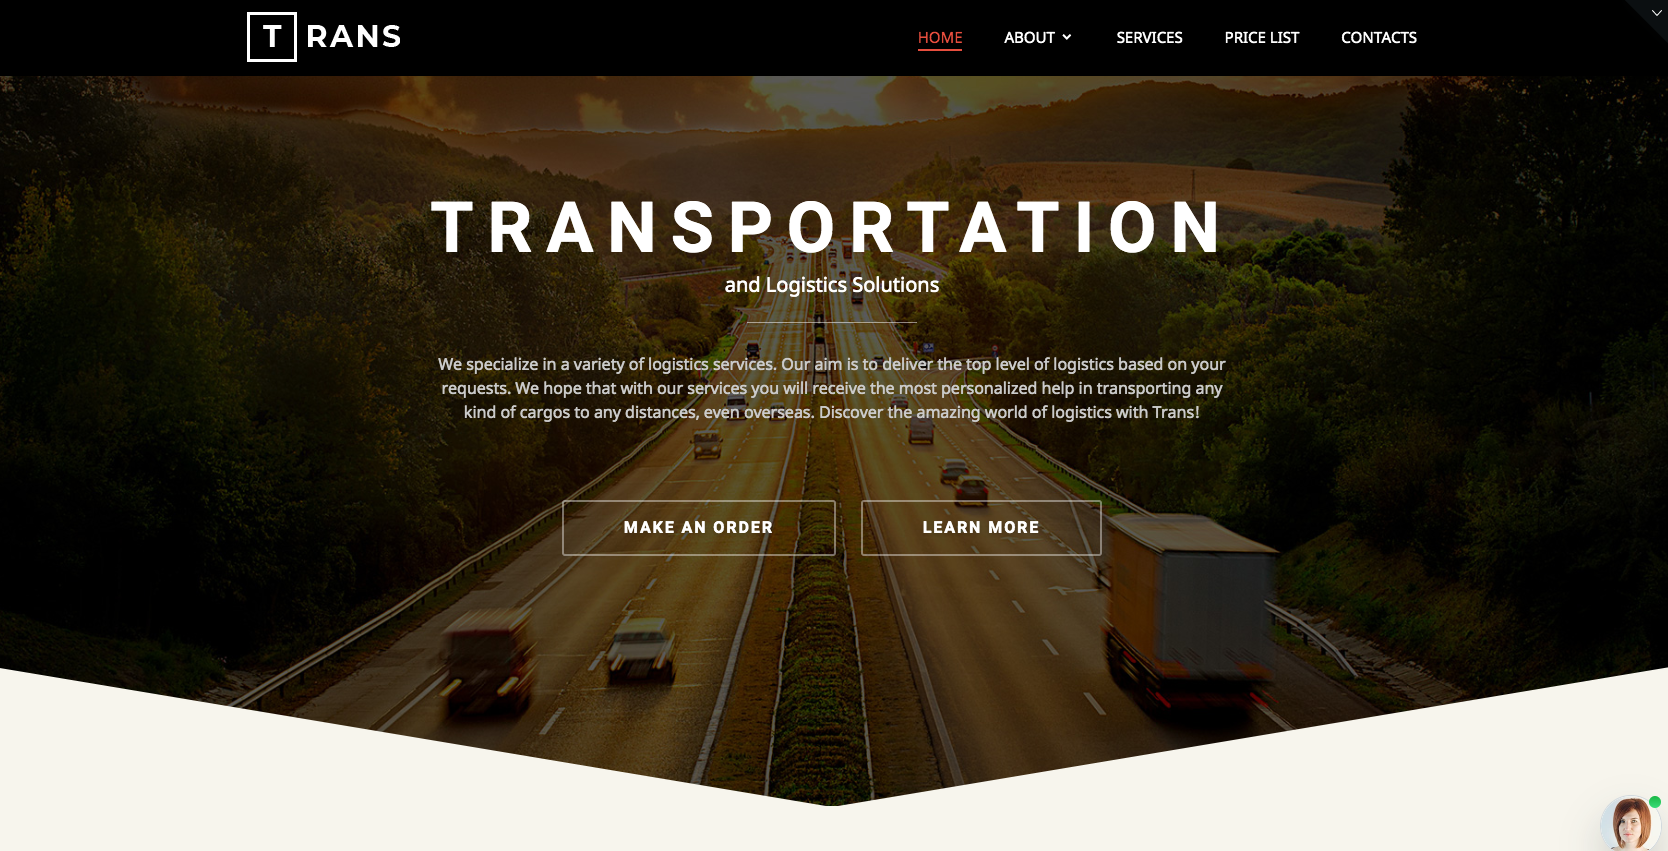 TRANS
HOME ABOUT SERVICES PRICE LIST CONTACTS
TRANSPORTATION
and Logistics Solutions
We specialize in a variety of logistics services. Our aim is to deliver the top level of logistics based on your
requests. We hope that with our services you will receive the most personalized help in transporting any
kind of cargos to any distances, even overseas. Discover the amazing world of logistics with Trans!
MAKE AN ORDER LEARN MORE